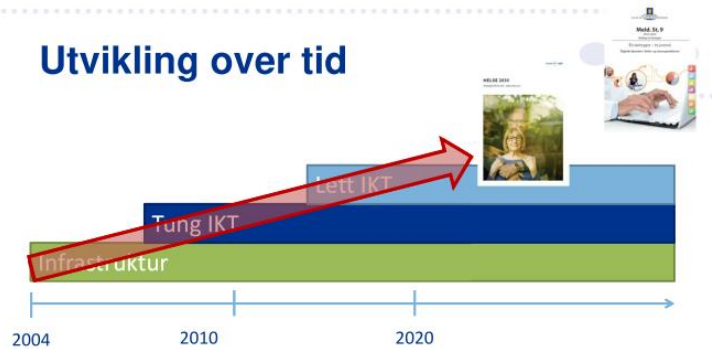 Utvikling over tid
Meld. St. 9
HELSE 2030
Lett IKT
Tung IKT
Infrastruktur
2004
2010
2020